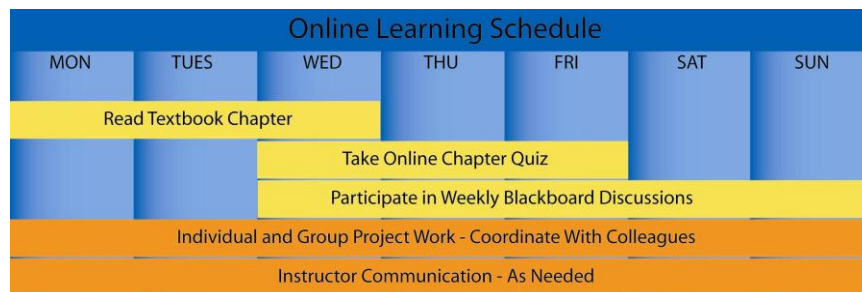 Online Learning Schedule
MON TUES WED THU FRI SAT SUN
Read Textbook Chapter
Take Online Chapter Quiz
Participate in Weekly Blackboard Discussions
Individual and Group Project Work - Coordinate With Colleagues
Instructor Communication - As Needed